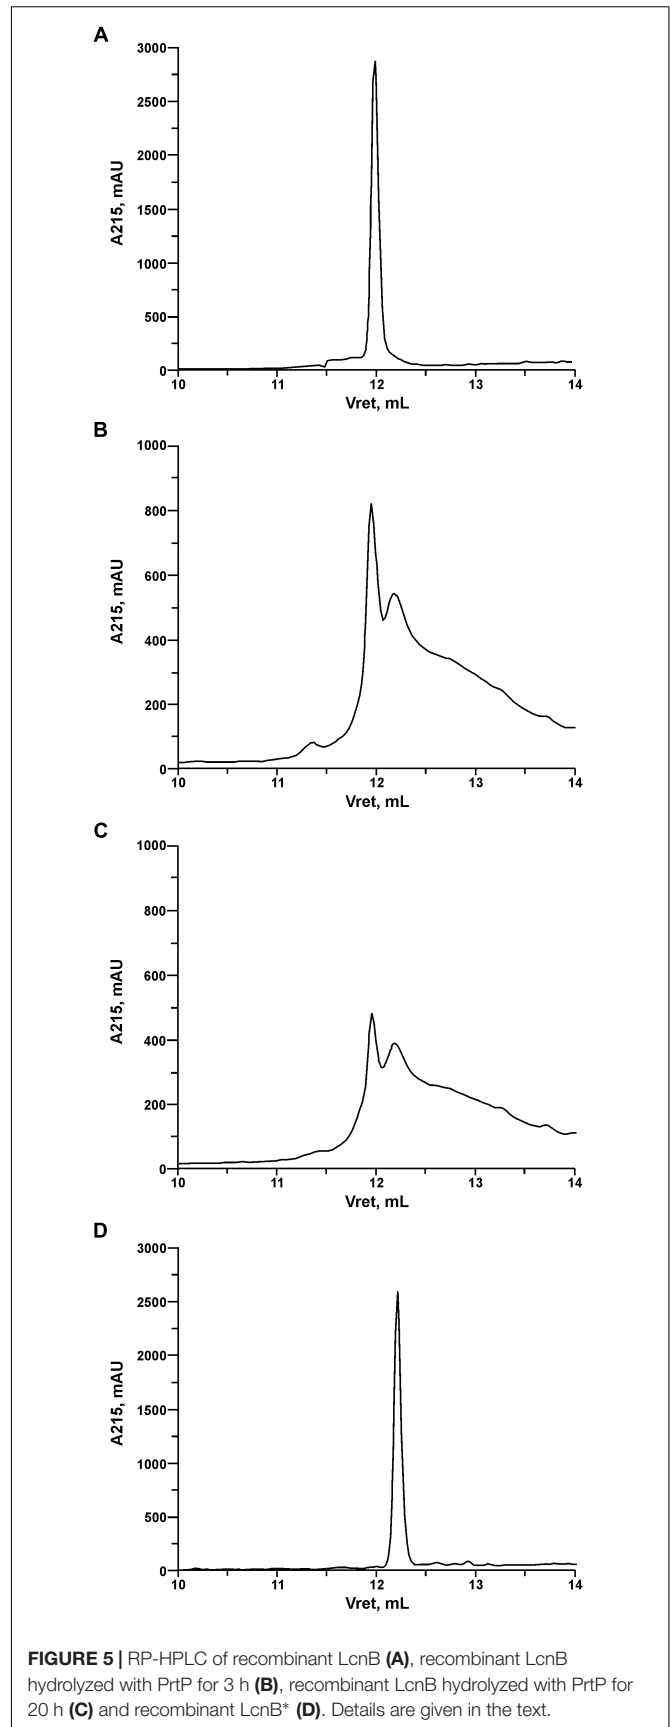 A
3000
2500
2000
1500
1000
500
0
A215, mAU
10 11 12 13 14
Vret, mL
B
1000
800
600
400
200
0
A215, mAU
10 11 12 13 14
Vret, mL
C
1000
800
600
400
200
0
A215, mAU
10 11 12 13 14
Vret, mL
D
3000
2500
2000
1500
1000
500
0
A215, mAU
10 11 12 13 14
Vret, mL
FIGURE 5 | RP-HPLC of recombinant LcnB (A), recombinant LcnB
hydrolyzed with PrtP for 3 h (B), recombinant LcnB hydrolyzed with PrtP for
20 h (C) and recombinant LcnB* (D). Details are given in the text.